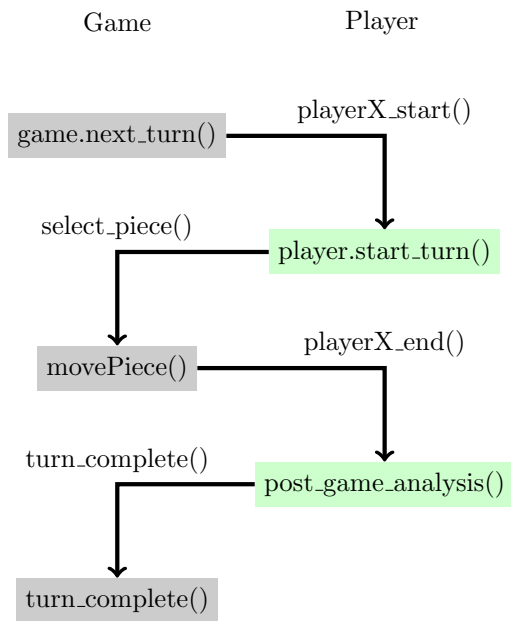 Game
Player
playerX_start()
game.next_turn()
select_piece()
player.start_turn()
playerX_end()
movePiece()
turn_complete()
post_game_analysis()
turn_complete()